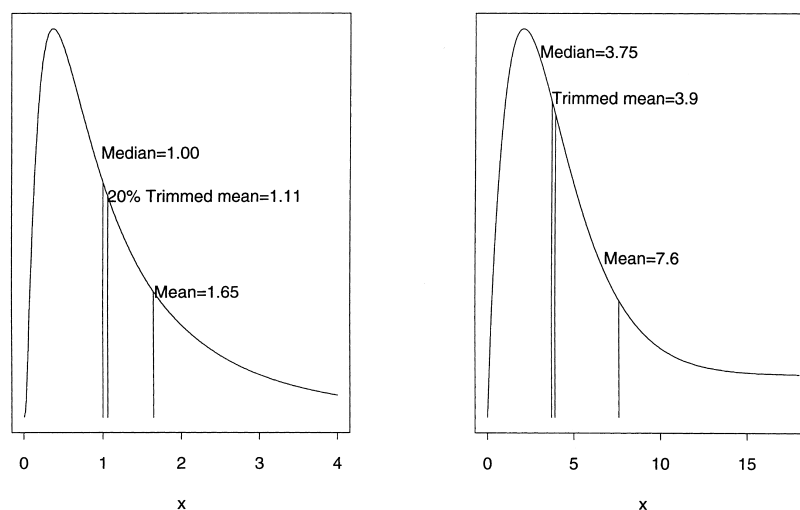 Median=1.00
20% Trimmed mean=1.11
Mean=1.65
0 1 2 3 4
x
Median=3.75
Trimmed mean=3.9
Mean=7.6
0 5 10 15
x